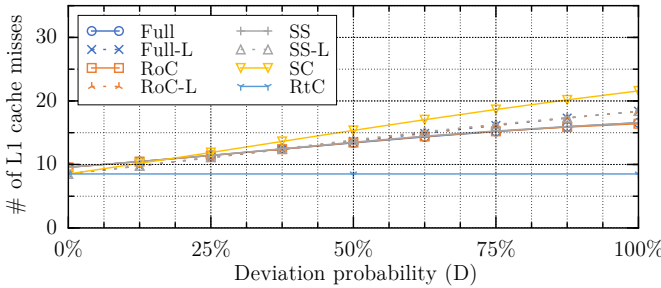 # of L1 cache misses
35
30
20
10
0
Full
Full-L
RoC
RoC-L
SS
SS-L
SC
RtC
0%
25%
50%
75%
100%
Deviation probability (D)